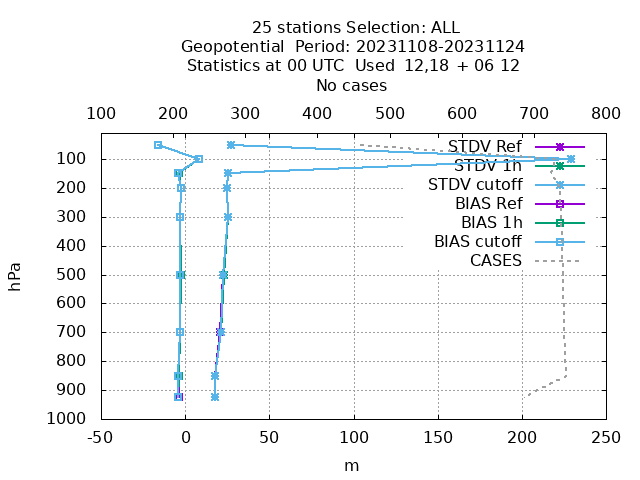 25 stations Selection: ALL
Geopotential  Period: 20231108-20231124
Statistics at 00 UTC  Used  12,18 + 06 12
No cases
100 200 300 400 500 600 700 800
STDV Ref
100 STDV 1h
200 STDV cutoff
BIAS Ref
300 BIAS 1h
400 BIAS cutoff
CASES
hPa
500
600
700
800
900
1000
-50 0 50 100 150 200 250
m